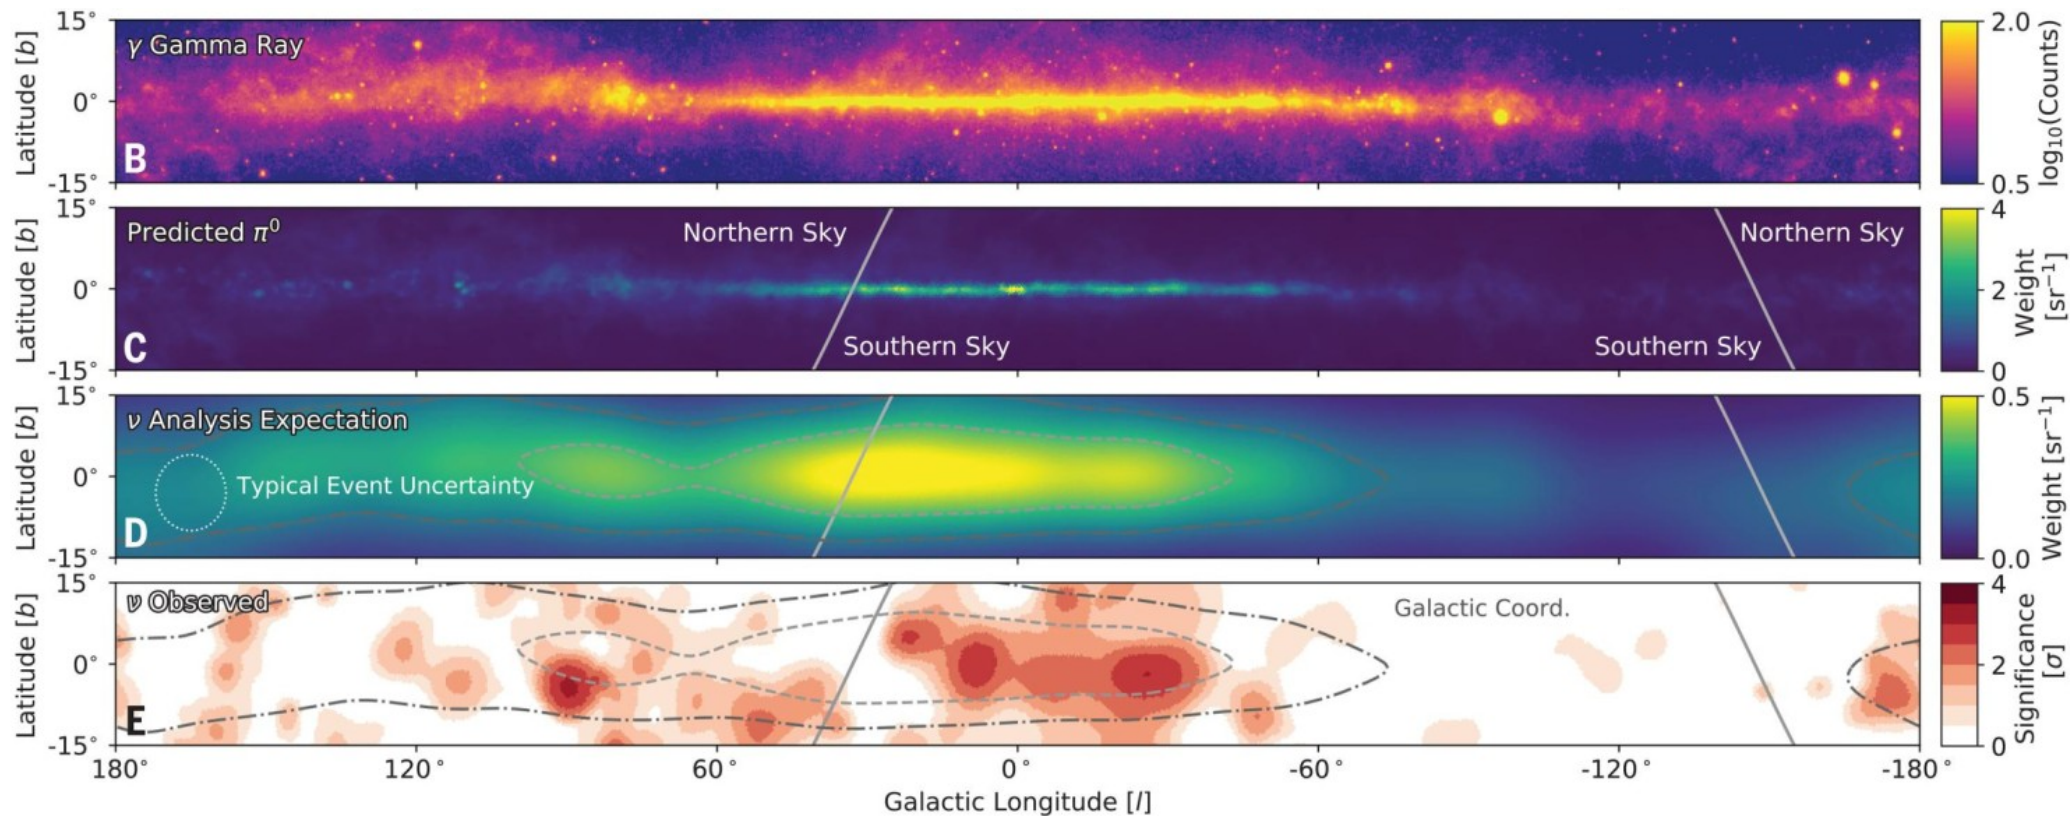 15°
0°
-15°
Latitude [b]
γ Gamma Ray
B
2.0
0.5
log₁₀(Counts)
15°
0°
-15°
Latitude [b]
Predicted π⁰
Northern Sky
Northern Sky
Southern Sky
Southern Sky
C
4
2
0
Weight
[sr⁻¹]
15°
0°
-15°
Latitude [b]
ν Analysis Expectation
Typical Event Uncertainty
D
0.5
0.0
Weight [sr⁻¹]
15°
0°
-15°
Latitude [b]
ν Observed
Galactic Coord.
E
4
2
0
Significance
[σ]
180° 120° 60° 0° -60° -120° -180°
Galactic Longitude [l]